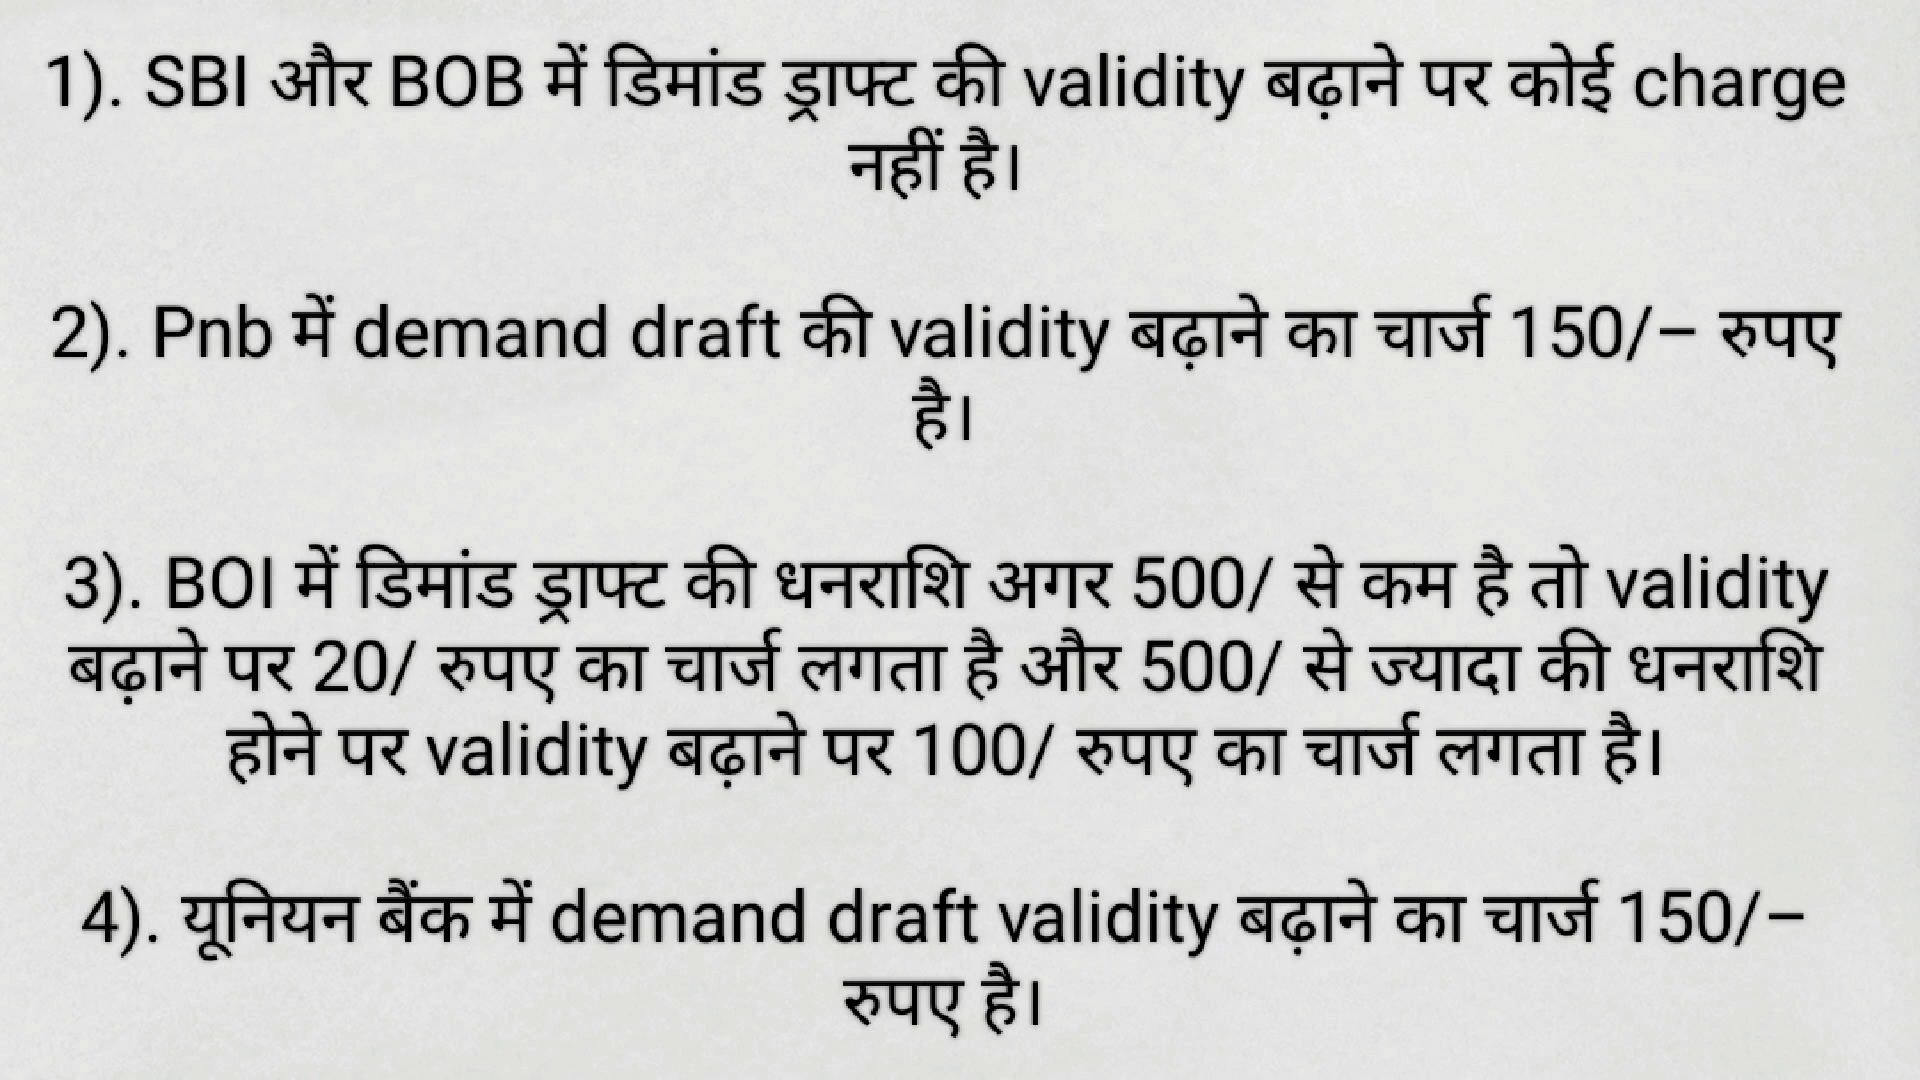 1). SBI और BOB में डिमांड ड्राफ्ट की validity बढ़ाने पर कोई charge
नहीं है।
2). Pnb में demand draft की validity बढ़ाने का चार्ज 150/– रुपए
है।
3). BOI में डिमांड ड्राफ्ट की धनराशि अगर 500/ से कम है तो validity
बढ़ाने पर 20/ रुपए का चार्ज लगता है और 500/ से ज्यादा की धनराशि
होने पर validity बढ़ाने पर 100/ रुपए का चार्ज लगता है।
4). यूनियन बैंक में demand draft validity बढ़ाने का चार्ज 150/–
रुपए है।